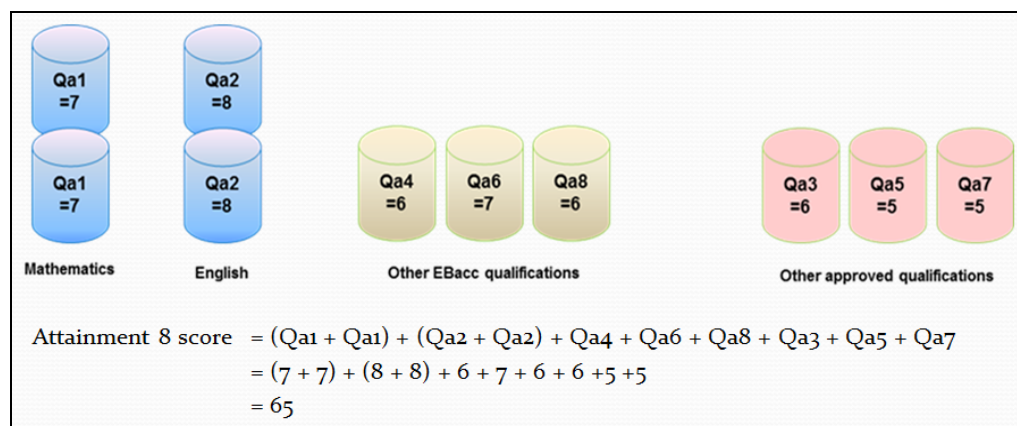 Qa1
=7
Qa2
=8
Qa1
=7
Qa2
=8
Qa4
=6
Qa6
=7
Qa8
=6
Qa3
=6
Qa5
=5
Qa7
=5
Mathematics
English
Other EBacc qualifications
Other approved qualifications
Attainment 8 score = (Qa1 + Qa1) + (Qa2 + Qa2) + Qa4 + Qa6 + Qa8 + Qa3 + Qa5 + Qa7
= (7 + 7) + (8 + 8) + 6 + 7 + 6 + 6 +5 +5
= 65